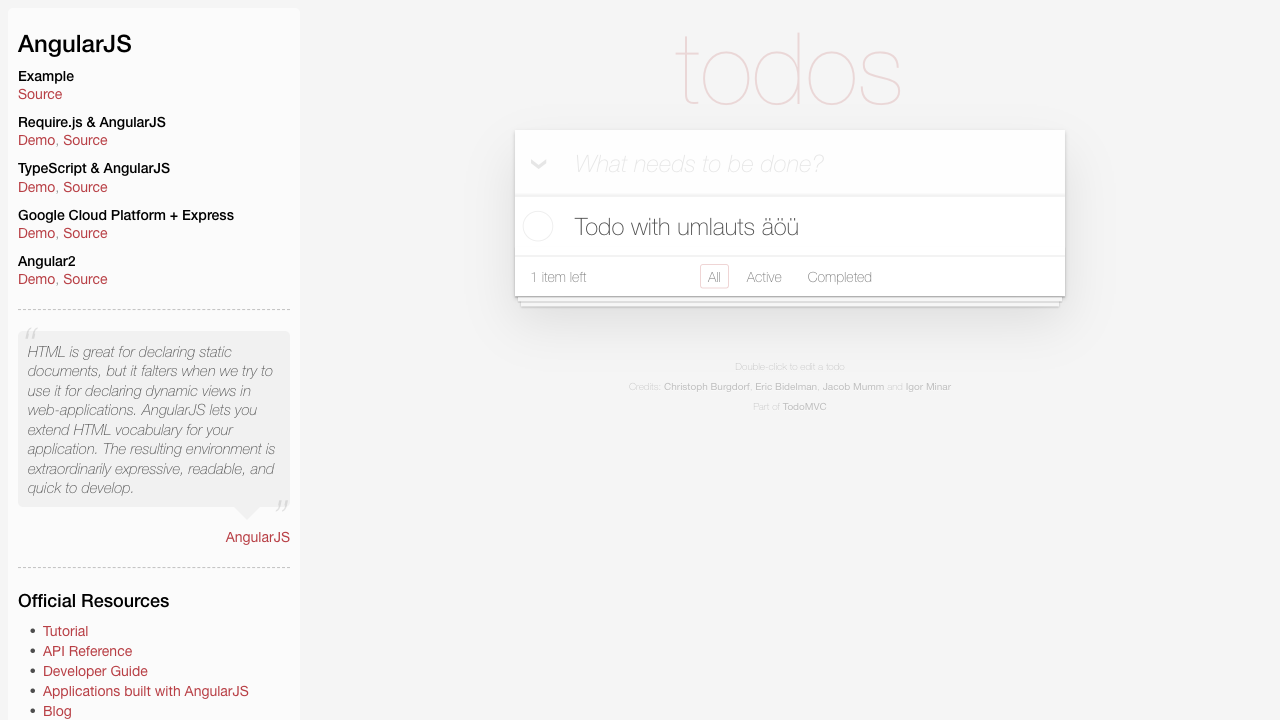 AngularJS
Example
Source
Require.js & AngularJS
Demo, Source
TypeScript & AngularJS
Demo, Source
Google Cloud Platform + Express
Demo, Source
Angular2
Demo, Source
“
HTML is great for declaring static
documents, but it falters when we try to
use it for declaring dynamic views in
web-applications. AngularJS lets you
extend HTML vocabulary for your
application. The resulting environment is
extraordinarily expressive, readable, and
quick to develop.
”
AngularJS
Official Resources
• Tutorial
• API Reference
• Developer Guide
• Applications built with AngularJS
• Blog
todos
What needs to be done?
Todo with umlauts äöü
1 item left All Active Completed
Double-click to edit a todo
Credits: Christoph Burgdorf, Eric Bidelman, Jacob Mumm and Igor Minar
Part of TodoMVC